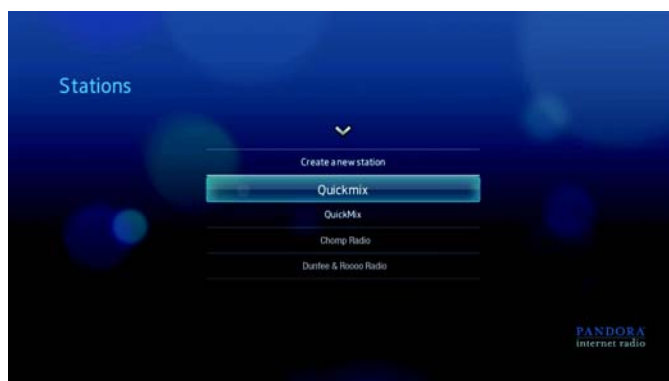 Stations
Create a new station
Quickmix
QuickMix
Chomp Radio
Dunfee & Roooo Radio
PANDORA
internet radio